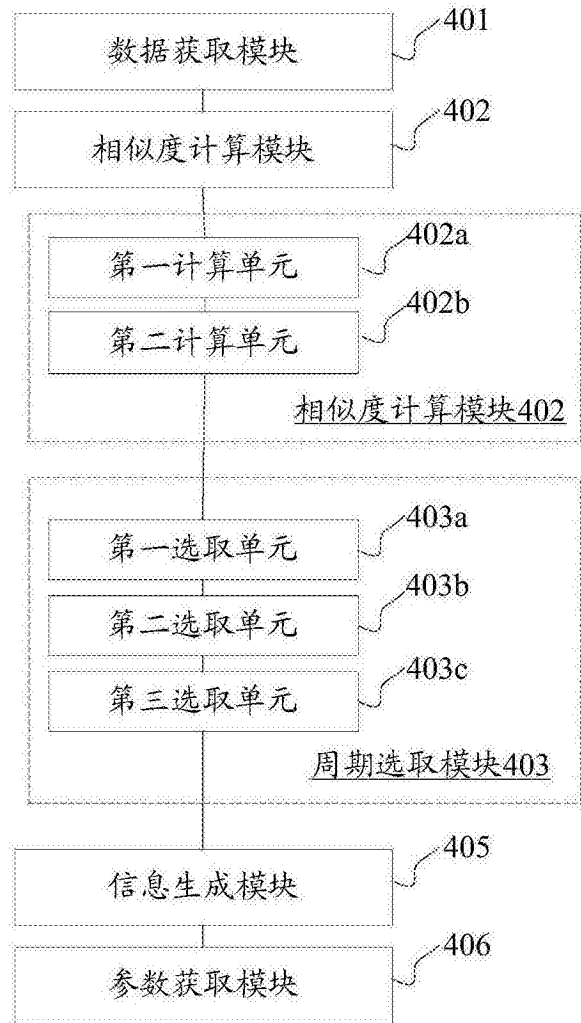 数据获取模块 401
相似度计算模块 402
第一计算单元 402a
第二计算单元 402b
相似度计算模块402
第一选取单元 403a
第二选取单元 403b
第三选取单元 403c
周期选取模块403
信息生成模块 405
参数获取模块 406